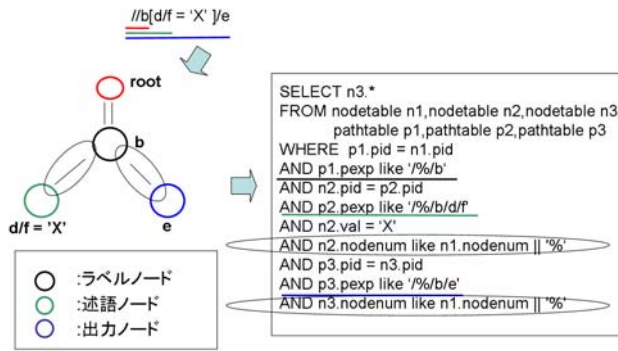 //b[d/f = 'X' ]/e
root
b
d/f = 'X'
e
:ラベルノード
:述語ノード
:出力ノード
SELECT n3.*
FROM nodetable n1,nodetable n2,nodetable n3
pathtable p1,pathtable p2,pathtable p3
WHERE p1.pid = n1.pid
AND p1.pexp like '/%/b'
AND n2.pid = p2.pid
AND p2.pexp like '/%/b/d/f'
AND n2.val = 'X'
AND n2.nodenum like n1.nodenum || '%'
AND p3.pid = n3.pid
AND p3.pexp like '/%/b/e'
AND n3.nodenum like n1.nodenum || '%'